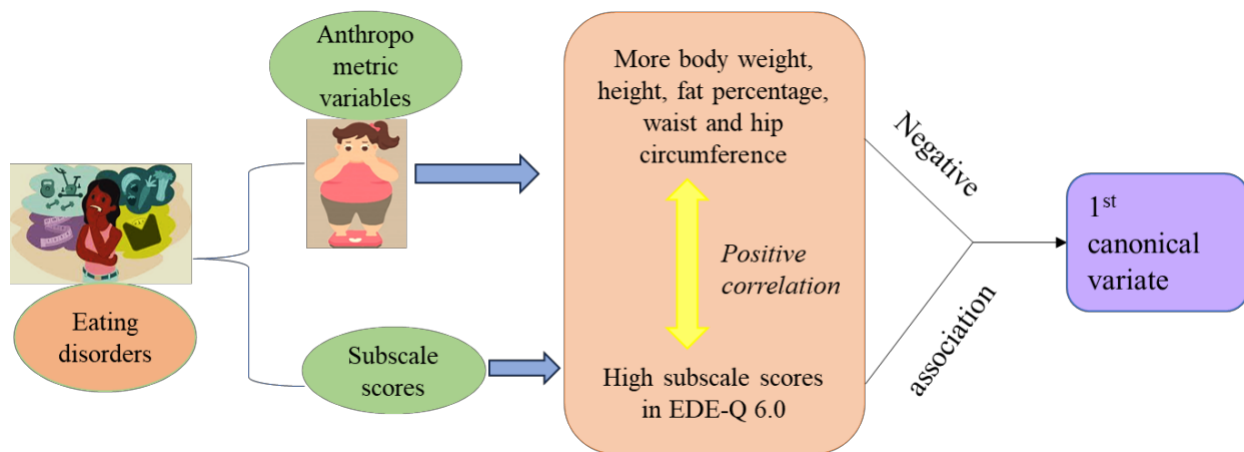 Anthropo
metric
variables
Eating
disorders
Subscale
scores
More body weight,
height, fat percentage,
waist and hip
circumference
Positive
correlation
High subscale scores
in EDE-Q 6.0
Negative
association
1st
canonical
variate